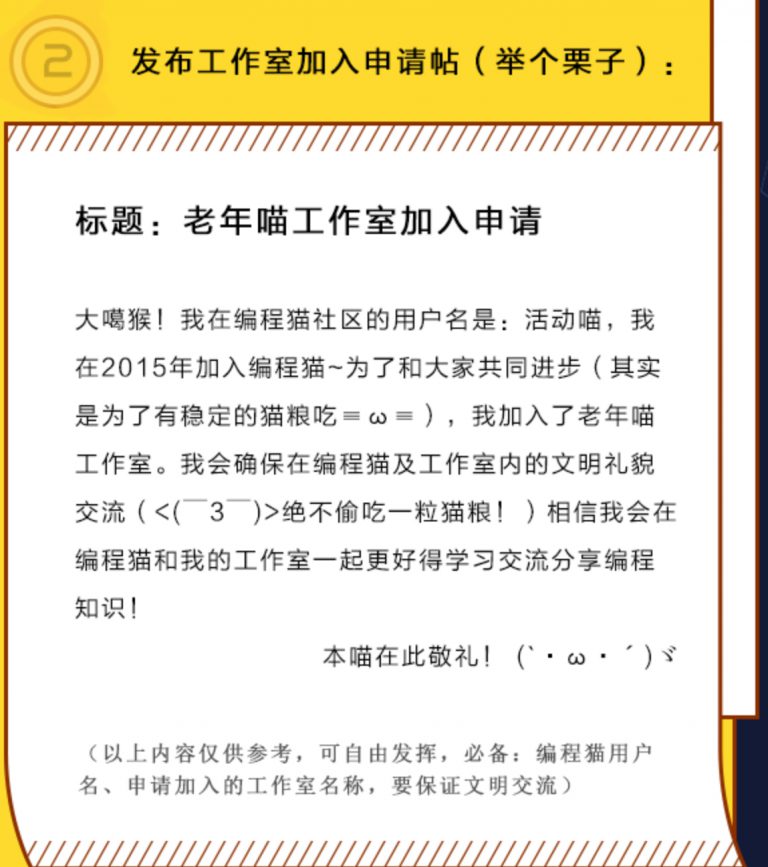 2
发布工作室加入申请帖（举个栗子）：
标题：老年喵工作室加入申请
大噶猴！我在编程猫社区的用户名是：活动喵，我
在2015年加入编程猫~为了和大家共同进步（其实
是为了有稳定的猫粮吃≡ω≡），我加入了老年喵
工作室。我会确保在编程猫及工作室内的文明礼貌
交流（<(￣3￣)>绝不偷吃一粒猫粮！）相信我会在
编程猫和我的工作室一起更好得学习交流分享编程
知识！
本喵在此敬礼！(`・ω・´)ゞ
（以上内容仅供参考，可自由发挥，必备：编程猫用户
名、申请加入的工作室名称，要保证文明交流）